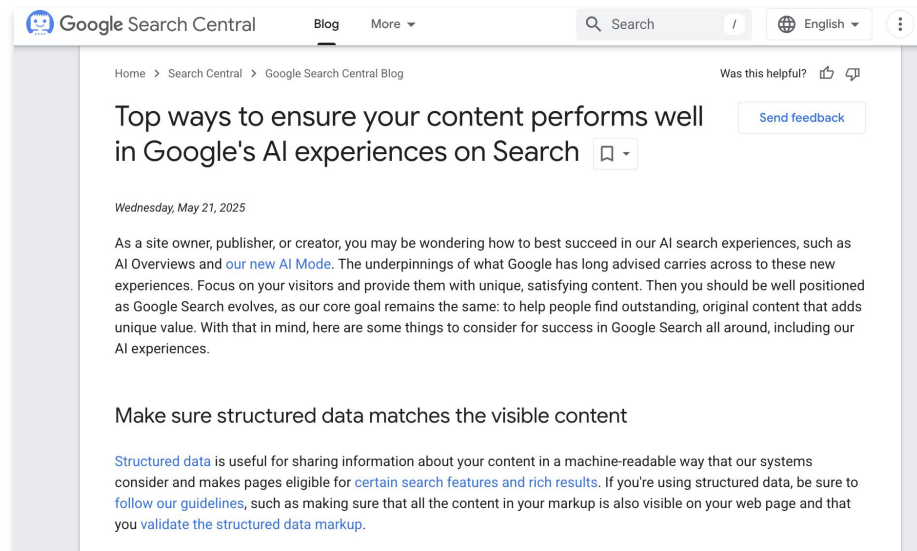 Google Search Central
Blog
More
Search
/
English
Home > Search Central > Google Search Central Blog
Was this helpful?
Top ways to ensure your content performs well
in Google's AI experiences on Search
Send feedback
Wednesday, May 21, 2025
As a site owner, publisher, or creator, you may be wondering how to best succeed in our AI search experiences, such as
AI Overviews and our new AI Mode. The underpinnings of what Google has long advised carries across to these new
experiences. Focus on your visitors and provide them with unique, satisfying content. Then you should be well positioned
as Google Search evolves, as our core goal remains the same: to help people find outstanding, original content that adds
unique value. With that in mind, here are some things to consider for success in Google Search all around, including our
AI experiences.
Make sure structured data matches the visible content
Structured data is useful for sharing information about your content in a machine-readable way that our systems
consider and makes pages eligible for certain search features and rich results. If you're using structured data, be sure to
follow our guidelines, such as making sure that all the content in your markup is also visible on your web page and that
you validate the structured data markup.